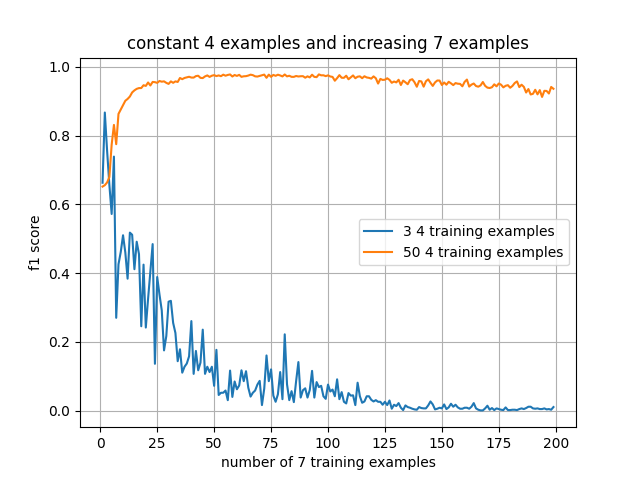 constant 4 examples and increasing 7 examples
f1 score
1.0
0.8
0.6
0.4
0.2
0.0
3 4 training examples
50 4 training examples
0 25 50 75 100 125 150 175 200
number of 7 training examples